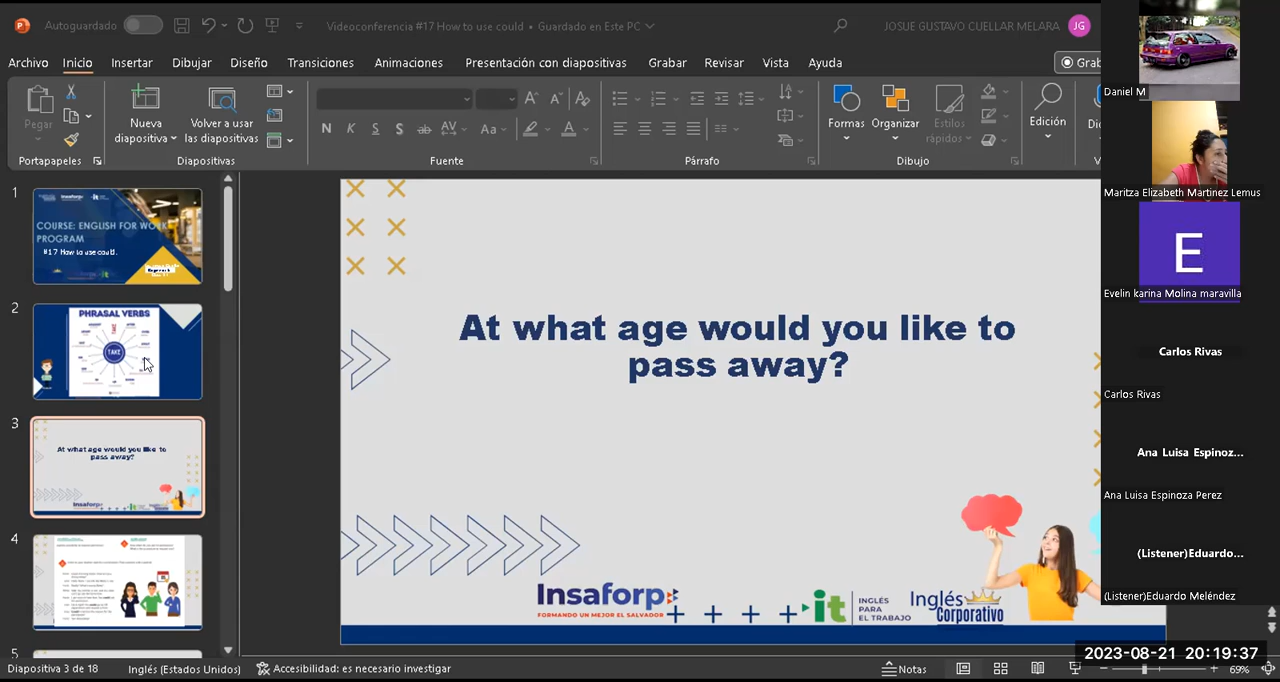 Autoguardado
Videoconferencia #17 How to use could • Guardado en Este PC
JOSUE GUSTAVO CUELLAR MELARA
JG
Archivo Inicio Insertar Dibujar Diseño Transiciones Animaciones Presentación con diapositivas Grabar Revisar Vista Ayuda
Grab
Pegar
Nueva diapositiva
Volver a usar las diapositivas
N K S S ab AV Aa A
Formas
Organizar
Estilos rápidos
Edición
Portapapeles
Diapositivas
Fuente
Párrafo
Dibujo
1
COURSE: ENGLISH FOR WORK
PROGRAM
#17 How to use could.
2
PHRASAL VERBS
TAKE
3
At what age would you like to
pass away?
Insaforp
4
5
At what age would you like to
pass away?
Insaforp
FORMANDO UN MEJOR EL SALVADOR
it
INGLÉS
PARA
EL TRABAJO
Inglés
Corporativo
Daniel M
Maritza Elizabeth Martinez Lemus
E
Evelin karina Molina maravilla
Carlos Rivas
Carlos Rivas
Ana Luisa Espinoz...
Ana Luisa Espinoza Perez
(Listener)Eduardo...
(Listener)Eduardo Meléndez
2023-08-21 20:19:37
Diapositiva 3 de 18
Inglés (Estados Unidos)
Accesibilidad: es necesario investigar
Notas
69%